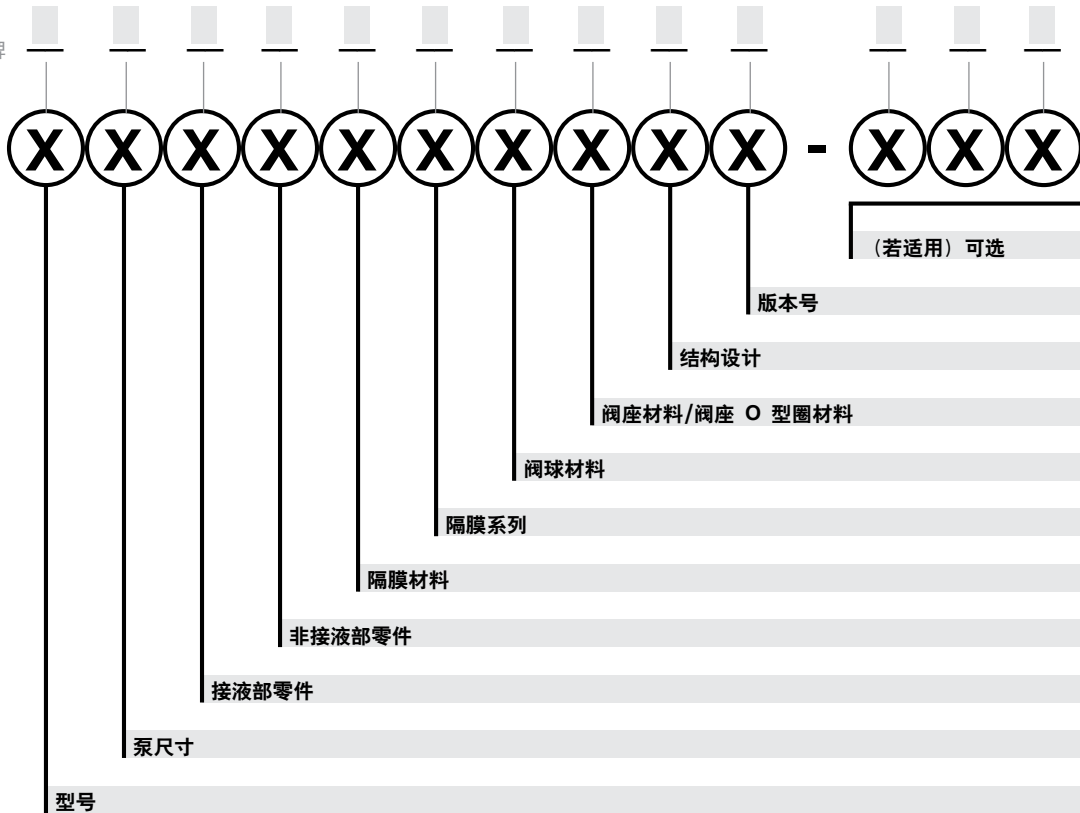 X X X X X X X X X X - X X X
（若适用）可选
版本号
结构设计
阀座材料/阀座 O 型圈材料
阀球材料
隔膜系列
隔膜材料
非接液部零件
接液部零件
泵尺寸
型号